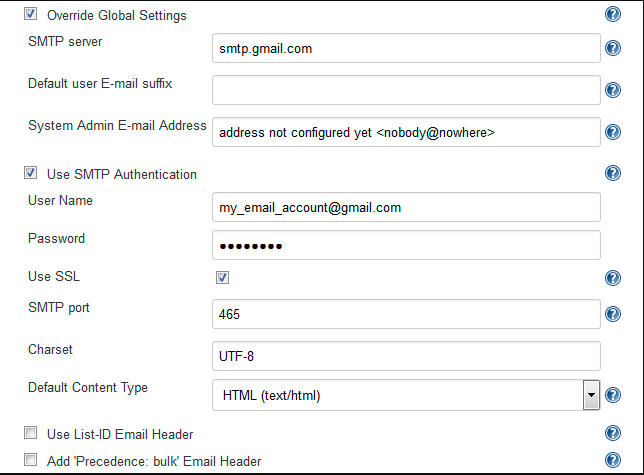 Override Global Settings
SMTP server smtp.gmail.com
Default user E-mail suffix
System Admin E-mail Address address not configured yet <nobody@nowhere>
Use SMTP Authentication
User Name my_email_account@gmail.com
Password ••••••••
Use SSL
SMTP port 465
Charset UTF-8
Default Content Type HTML (text/html)
Use List-ID Email Header
Add 'Precedence: bulk' Email Header